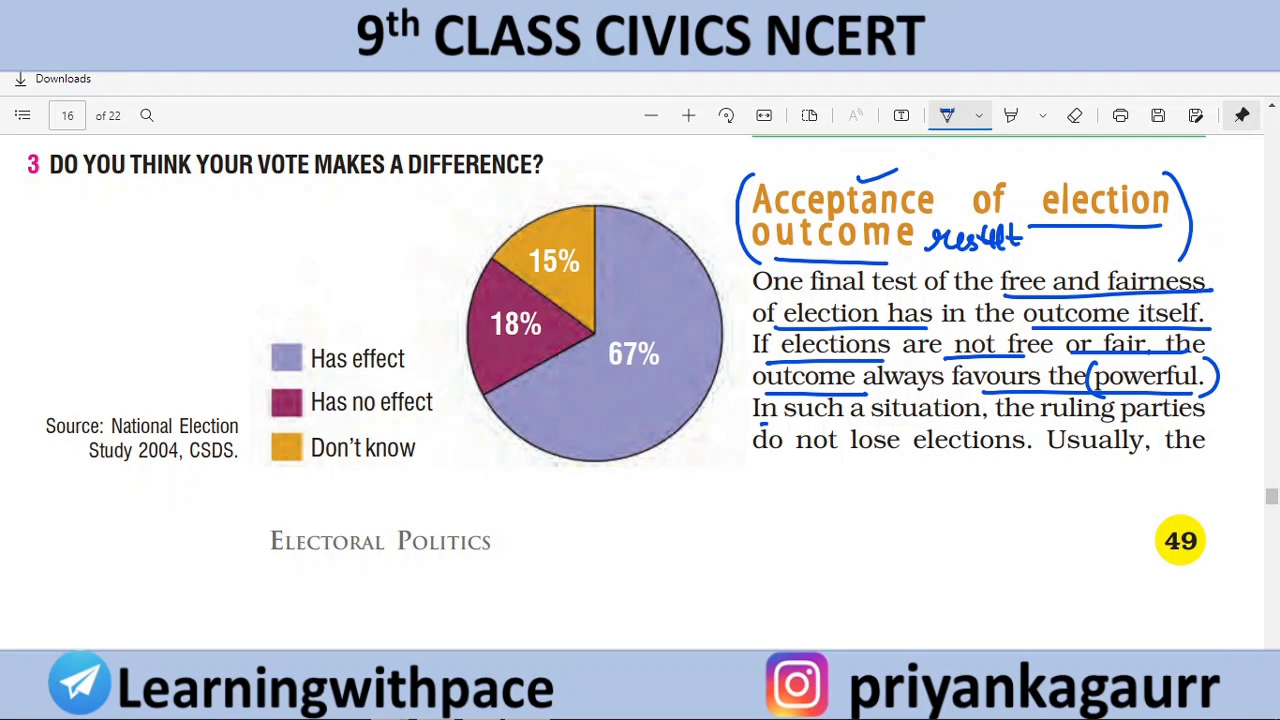 9th CLASS CIVICS NCERT
Downloads
16 of 22
3 DO YOU THINK YOUR VOTE MAKES A DIFFERENCE?
15%
18%
67%
Has effect
Has no effect
Don't know
Source: National Election
Study 2004, CSDS.
Acceptance of election
outcome result
One final test of the free and fairness
of election has in the outcome itself.
If elections are not free or fair, the
outcome always favours the powerful.
In such a situation, the ruling parties
do not lose elections. Usually, the
ELECTORAL POLITICS
49
Learningwithpace
priyankagaurr